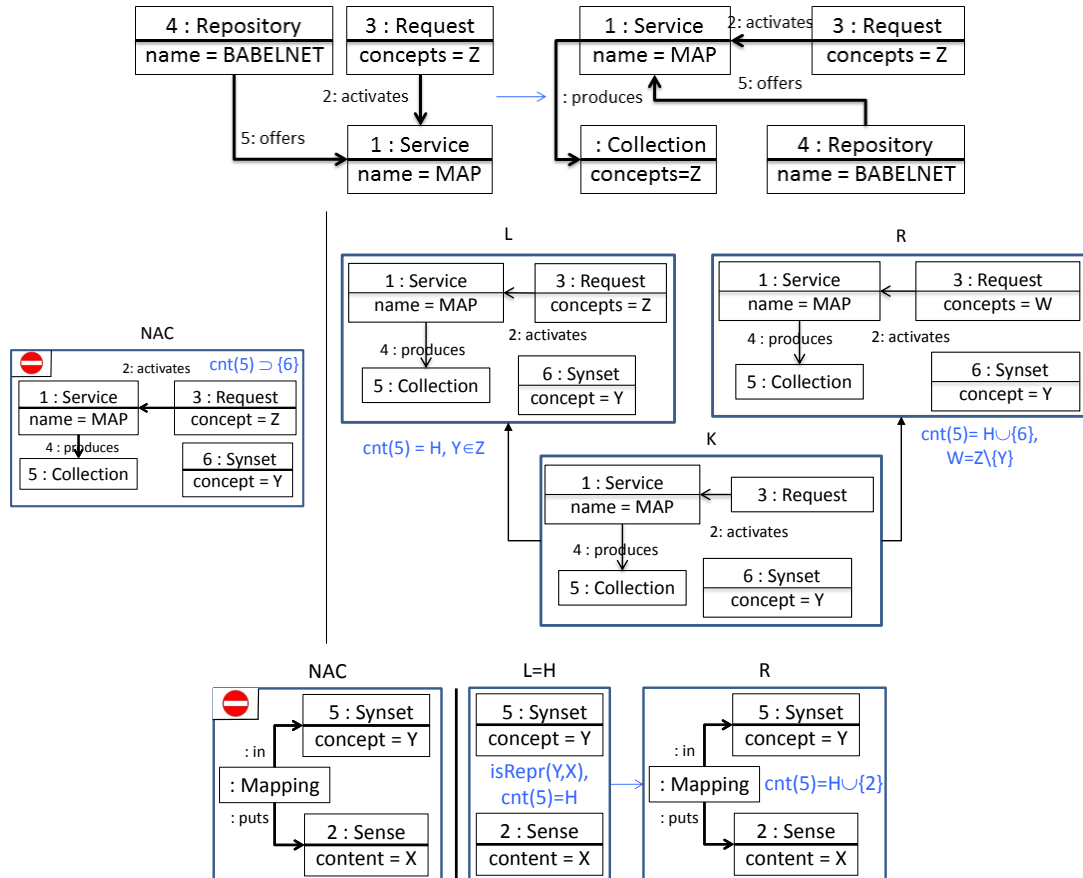 4 : Repository
name = BABELNET
3 : Request
concepts = Z
2: activates
5: offers
1 : Service
name = MAP
1 : Service
name = MAP
2: activates
3 : Request
concepts = Z
5: offers
: produces
: Collection
concepts=Z
4 : Repository
name = BABELNET
NAC
2: activates
cnt(5) ⊃ {6}
1 : Service
name = MAP
3 : Request
concept = Z
4 : produces
5 : Collection
6 : Synset
concept = Y
L
1 : Service
name = MAP
3 : Request
concepts = Z
2: activates
4 : produces
5 : Collection
6 : Synset
concept = Y
cnt(5) = H, Y∈Z
R
1 : Service
name = MAP
3 : Request
concepts = W
2: activates
4 : produces
5 : Collection
6 : Synset
concept = Y
cnt(5)= H∪{6},
W=Z\{Y}
K
1 : Service
name = MAP
3 : Request
2: activates
4 : produces
5 : Collection
6 : Synset
concept = Y
NAC
5 : Synset
concept = Y
: in
: Mapping
: puts
2 : Sense
content = X
L=H
5 : Synset
concept = Y
isRepr(Y,X),
cnt(5)=H
2 : Sense
content = X
R
5 : Synset
concept = Y
: in
: Mapping
cnt(5)=H∪{2}
: puts
2 : Sense
content = X